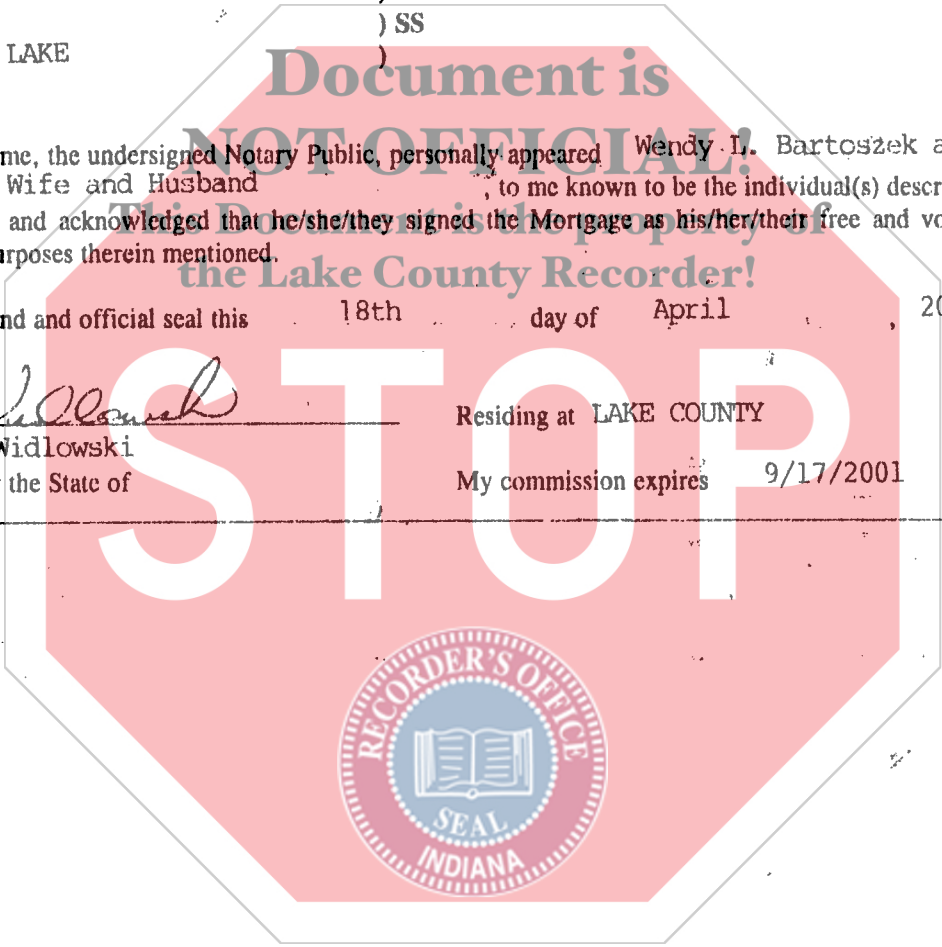 ) SS
LAKE
)
Document is
NOT OFFICIAL!
This Document is the property of
the Lake County Recorder!
me, the undersigned Notary Public, personally appeared Wendy L. Bartoszek a
Wife and Husband , to me known to be the individual(s) descr
and acknowledged that he/she/they signed the Mortgage as his/her/their free and vo
urposes therein mentioned.
nd and official seal this 18th day of April , 20
Residing at LAKE COUNTY
Widlowski
the State of
My commission expires 9/17/2001
STOP
RECORDER'S OFFICE
SEAL
INDIANA